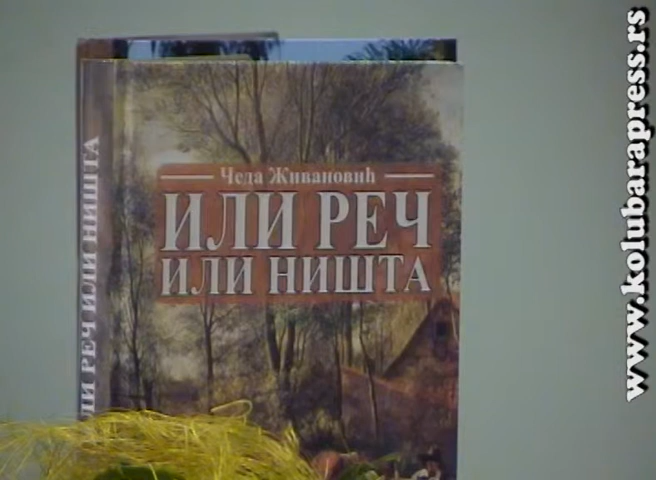 Чеда Живановић
ИЛИ РЕЧ
ИЛИ НИШТА
ИЛИ РЕЧ ИЛИ НИШТА
www.kolubarapress.rs